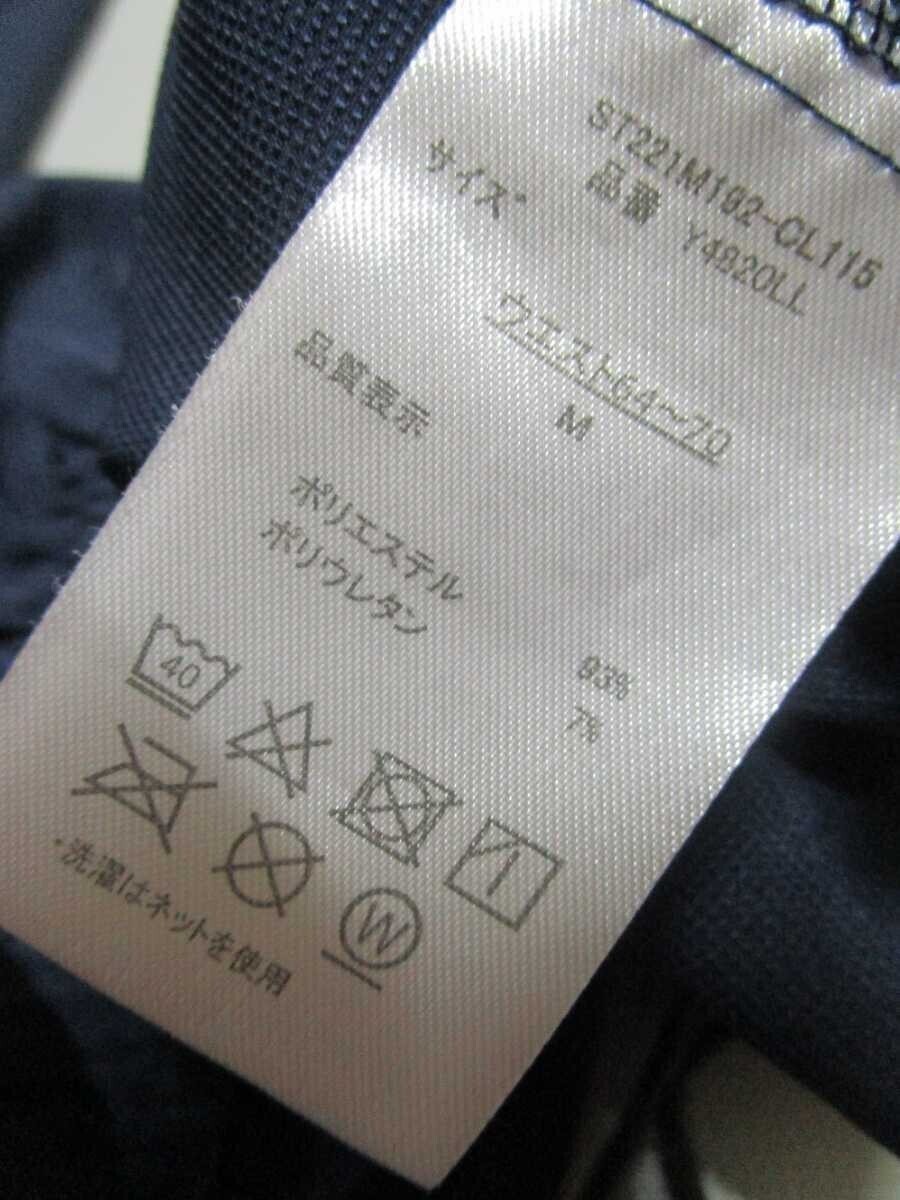 ST221M192-CL115
品番 Y4820LL
サイズ
ウエスト64～70
M
品質表示
ポリエステル 93%
ポリウレタン 7%
40
W
・洗濯はネットを使用